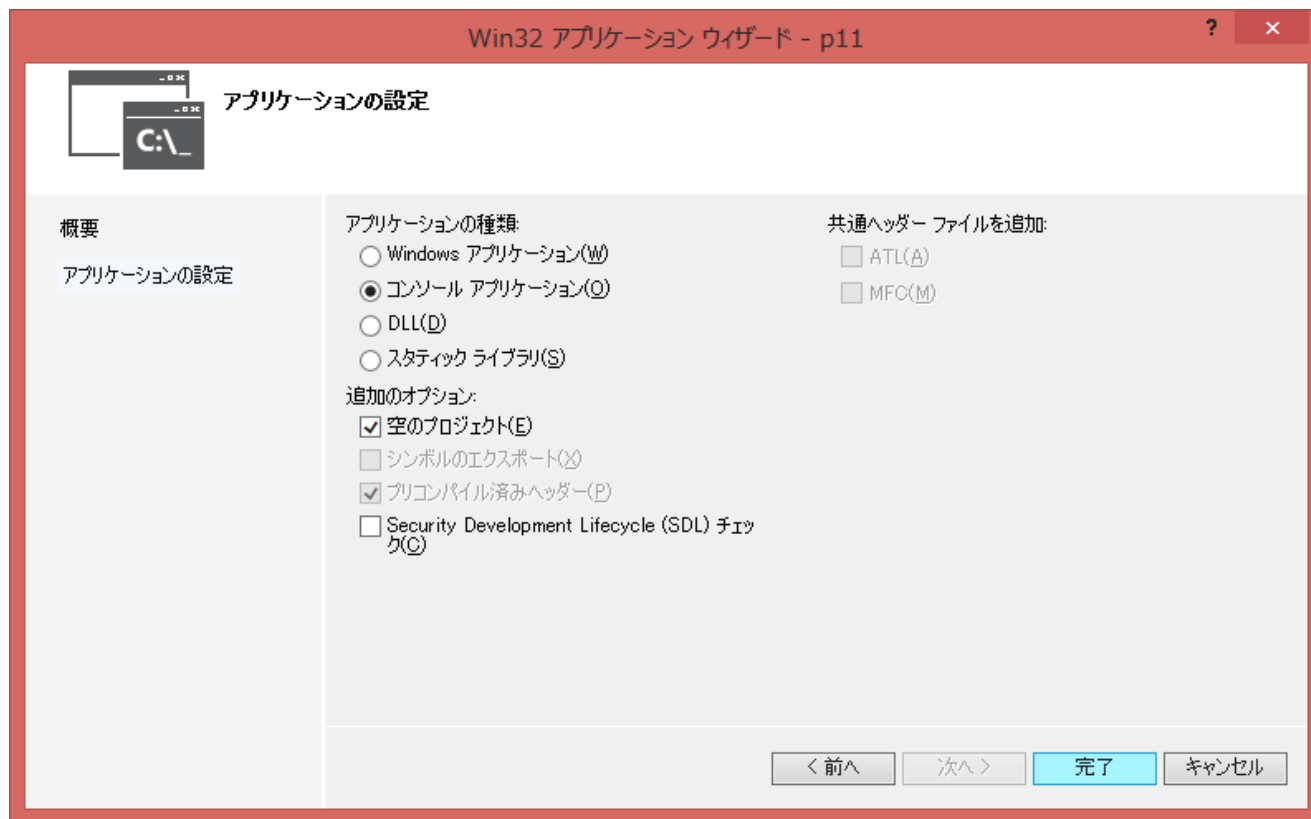 Win32 アプリケーション ウィザード - p11
? ×
C:\_
アプリケーションの設定
概要
アプリケーションの設定
アプリケーションの種類:
Windows アプリケーション(W)
コンソール アプリケーション(O)
DLL(D)
スタティック ライブラリ(S)
追加のオプション:
空のプロジェクト(E)
シンボルのエクスポート(X)
プリコンパイル済みヘッダー(P)
Security Development Lifecycle (SDL) チェッ
ク(C)
共通ヘッダー ファイルを追加:
ATL(A)
MFC(M)
< 前へ
次へ >
完了
キャンセル